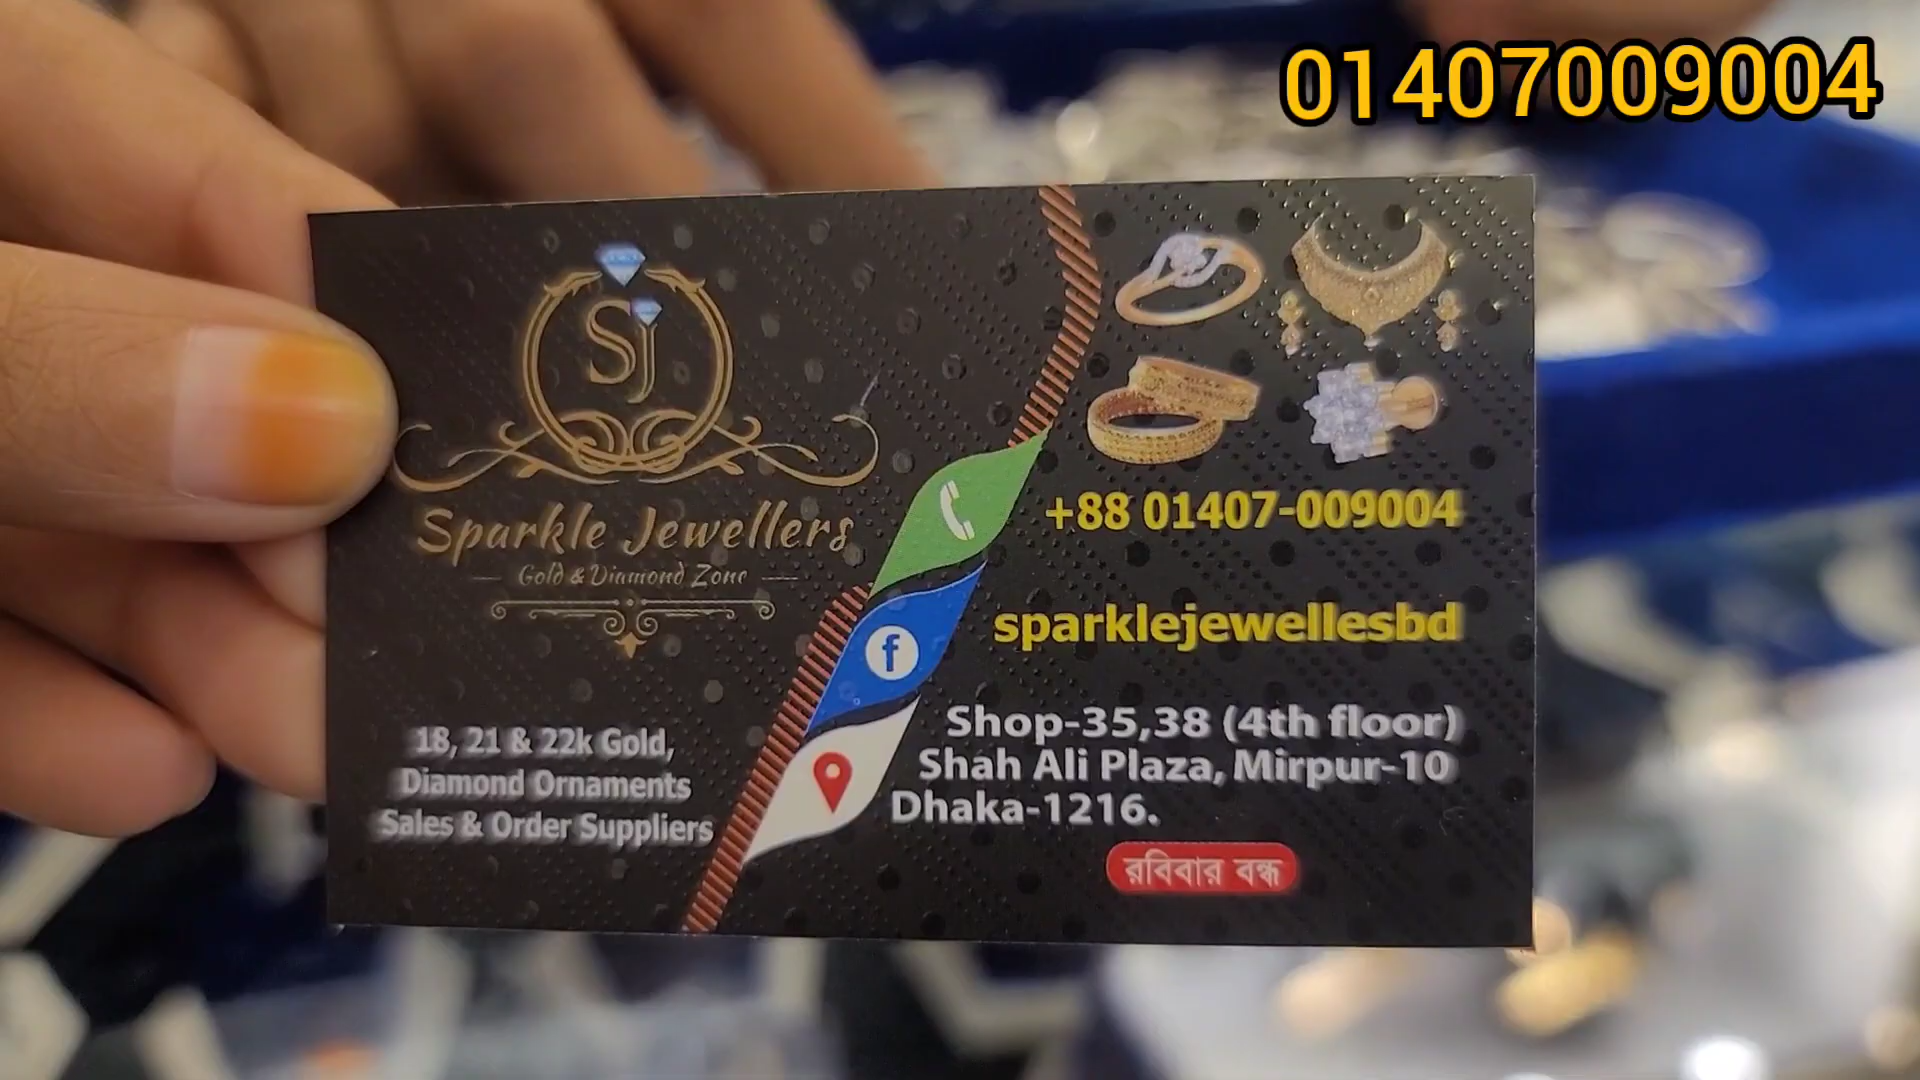 01407009004
SJ
Sparkle Jewellers
Gold & Diamond Zone
18, 21 & 22k Gold,
Diamond Ornaments
Sales & Order Suppliers
+88 01407-009004
f
sparklejewellesbd
Shop-35,38 (4th floor)
Shah Ali Plaza, Mirpur-10
Dhaka-1216.
রবিবার বন্ধ